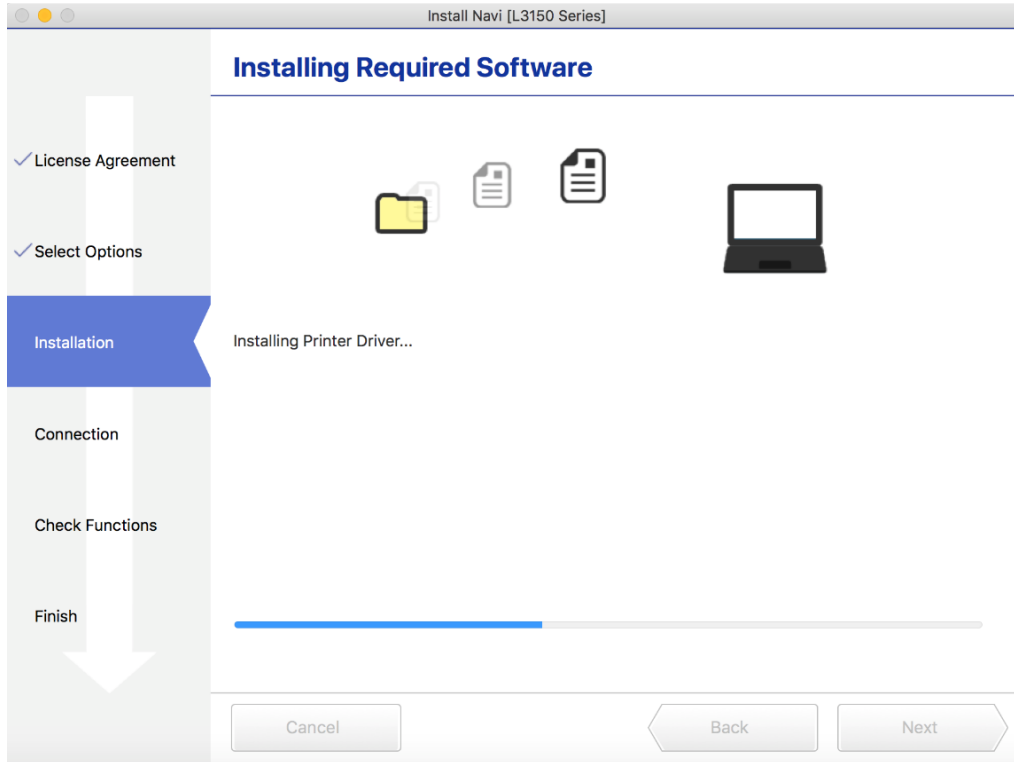 Install Navi [L3150 Series]
Installing Required Software
License Agreement
Select Options
Installation
Installing Printer Driver...
Connection
Check Functions
Finish
Cancel
Back
Next